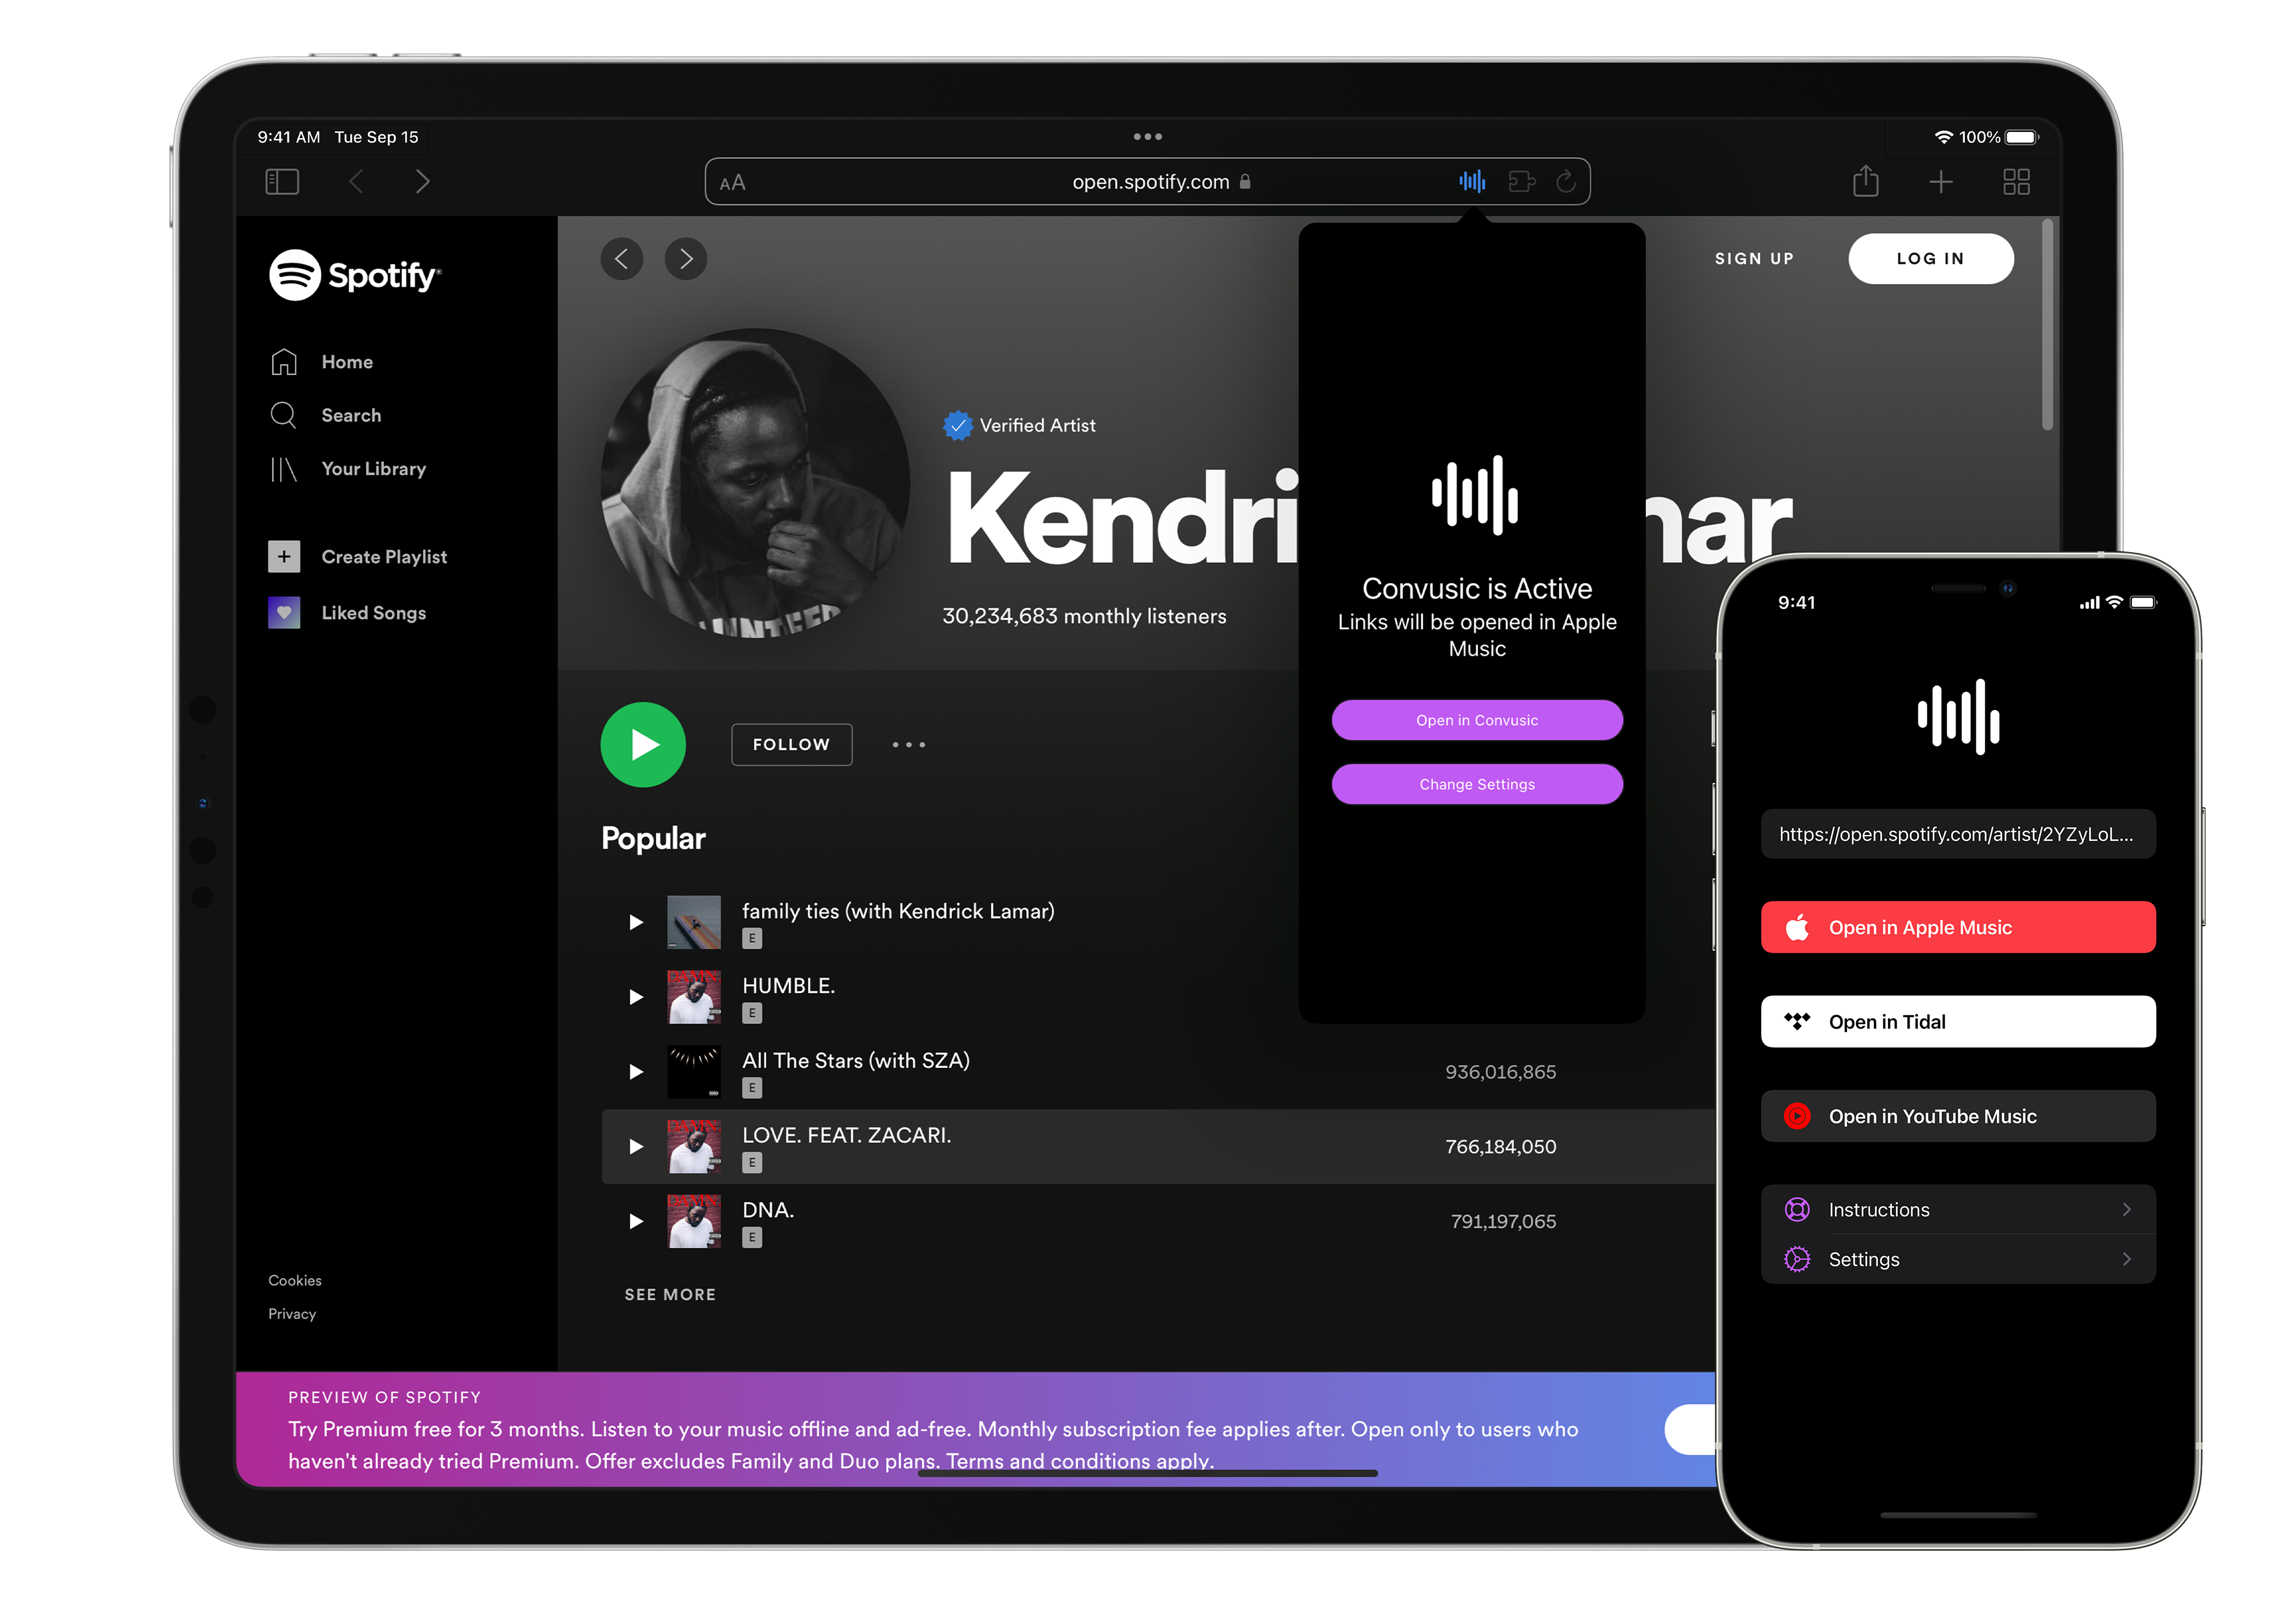 9:41 AM Tue Sep 15
100%
AA
open.spotify.com
Spotify
Home
Search
Your Library
Create Playlist
Liked Songs
Cookies
Privacy
SIGN UP
LOG IN
Verified Artist
30,234,683 monthly listeners
FOLLOW
Popular
family ties (with Kendrick Lamar)
E
HUMBLE.
E
All The Stars (with SZA)
E
936,016,865
LOVE. FEAT. ZACARI.
E
766,184,050
DNA.
E
791,197,065
SEE MORE
PREVIEW OF SPOTIFY
Try Premium free for 3 months. Listen to your music offline and ad-free. Monthly subscription fee applies after. Open only to users who
haven't already tried Premium. Offer excludes Family and Duo plans. Terms and conditions apply.
Convusic is Active
Links will be opened in Apple
Music
Open in Convusic
Change Settings
9:41
https://open.spotify.com/artist/2YZyLoL...
Open in Apple Music
Open in Tidal
Open in YouTube Music
Instructions
Settings